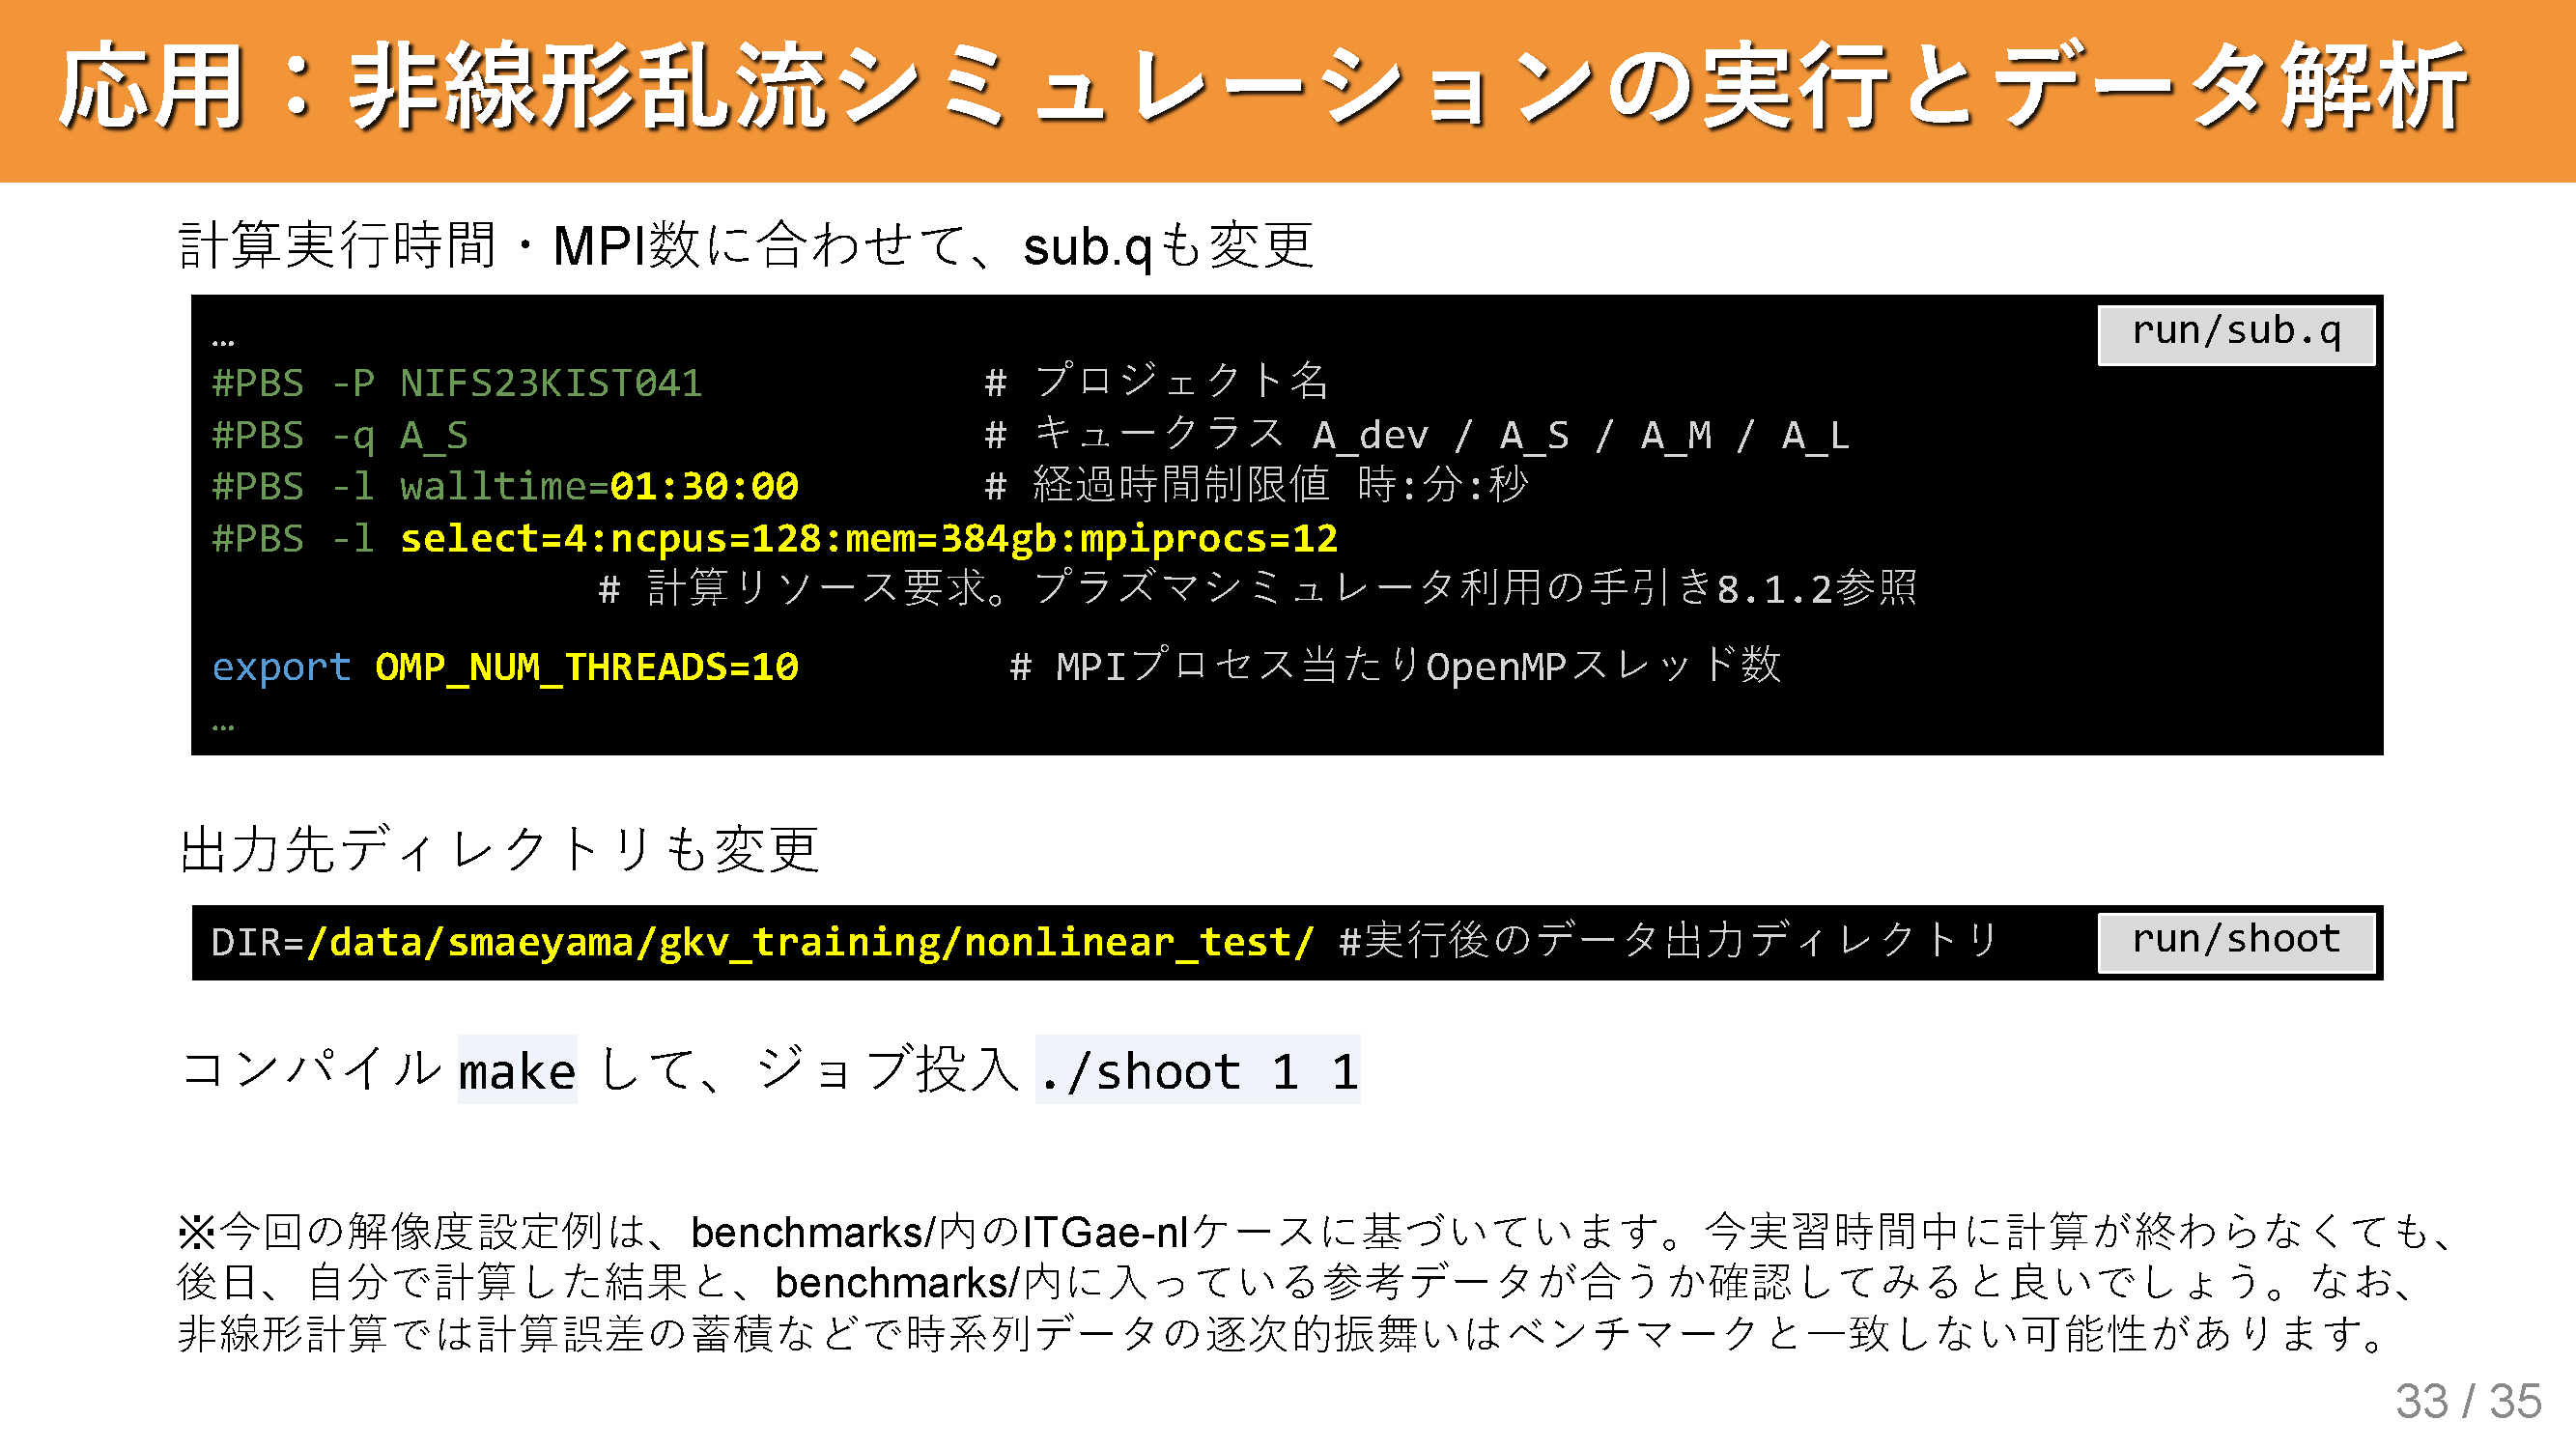 応用：非線形乱流シミュレーションの実行とデータ解析
計算実行時間・MPI数に合わせて、sub.qも変更
run/sub.q
…
#PBS -P NIFS23KIST041 # プロジェクト名
#PBS -q A_S # キュークラス A_dev / A_S / A_M / A_L
#PBS -l walltime=01:30:00 # 経過時間制限値 時:分:秒
#PBS -l select=4:ncpus=128:mem=384gb:mpiprocs=12
# 計算リソース要求。プラズマシミュレータ利用の手引き8.1.2参照
export OMP_NUM_THREADS=10 # MPIプロセス当たりOpenMPスレッド数
…
出力先ディレクトリも変更
DIR=/data/smaeyama/gkv_training/nonlinear_test/ #実行後のデータ出力ディレクトリ run/shoot
コンパイル make して、ジョブ投入 ./shoot 1 1
※今回の解像度設定例は、benchmarks/内のITGae-nlケースに基づいています。今実習時間中に計算が終わらなくても、
後日、自分で計算した結果と、benchmarks/内に入っている参考データが合うか確認してみると良いでしょう。なお、
非線形計算では計算誤差の蓄積などで時系列データの逐次的振舞いはベンチマークと一致しない可能性があります。
33 / 35